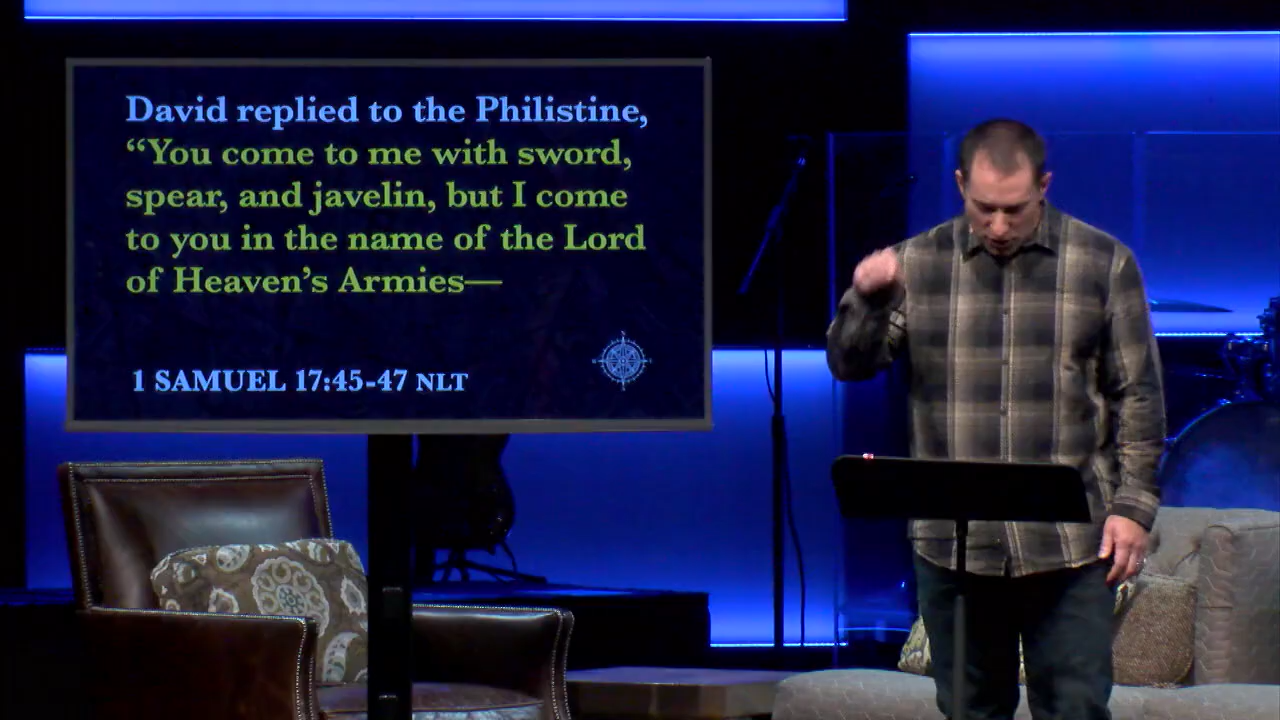 David replied to the Philistine,
“You come to me with sword,
spear, and javelin, but I come
to you in the name of the Lord
of Heaven’s Armies—
1 SAMUEL 17:45-47 NLT